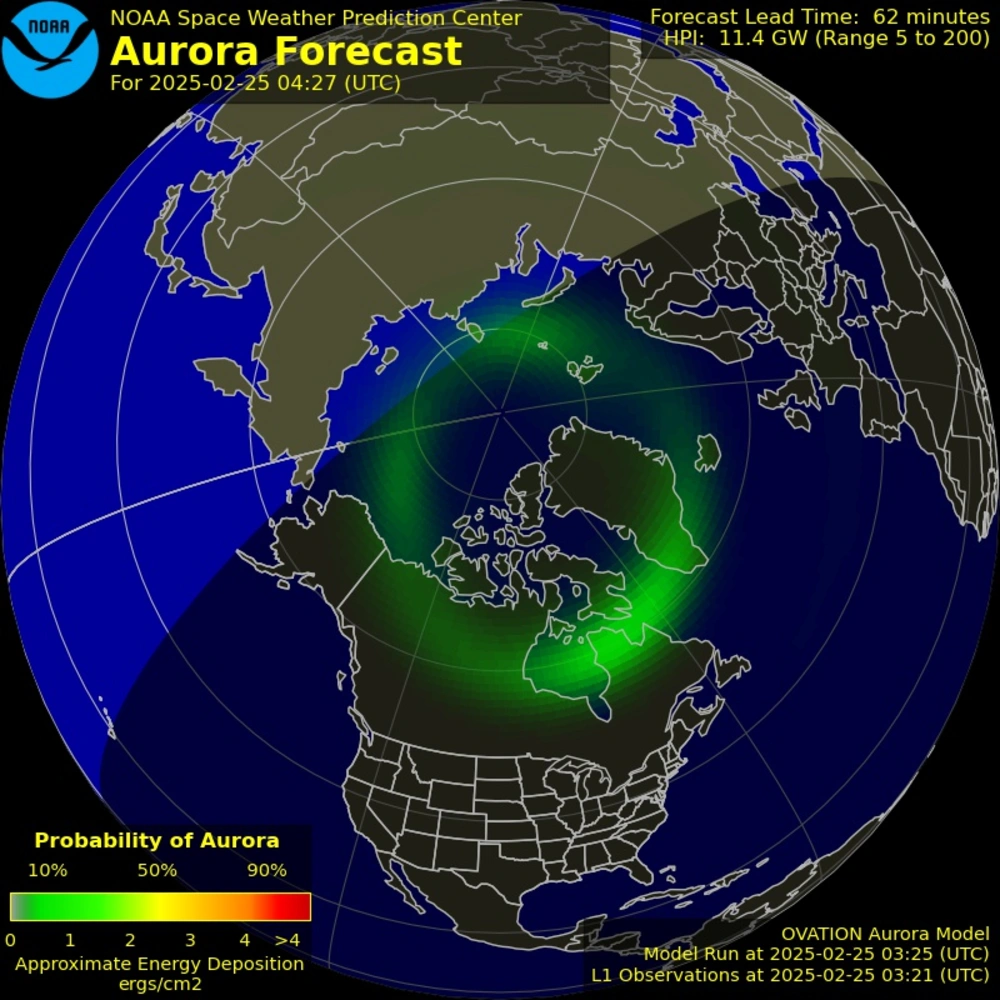 NOAA
NOAA Space Weather Prediction Center
Aurora Forecast
For 2025-02-25 04:27 (UTC)
Forecast Lead Time: 62 minutes
HPI: 11.4 GW (Range 5 to 200)
Probability of Aurora
10% 50% 90%
0 1 2 3 4 >4
Approximate Energy Deposition
ergs/cm2
OVATION Aurora Model
Model Run at 2025-02-25 03:25 (UTC)
L1 Observations at 2025-02-25 03:21 (UTC)